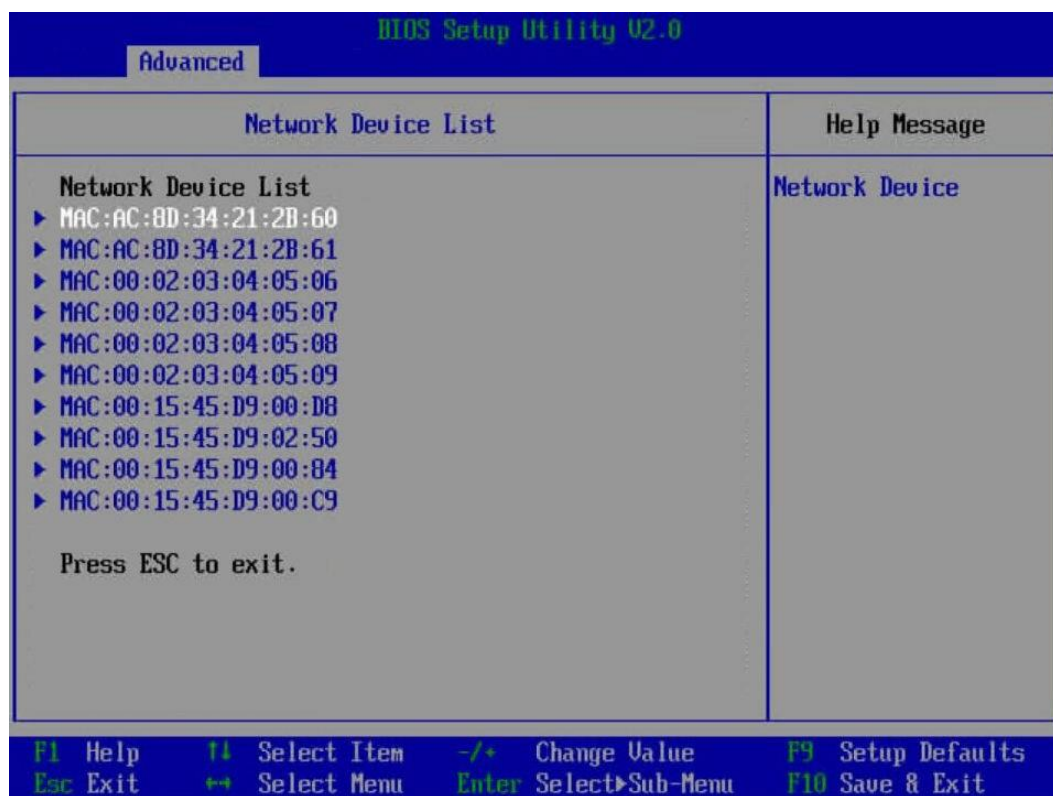 BIOS Setup Utility V2.0
Advanced
Network Device List
Help Message
Network Device List
Network Device
▶ MAC:AC:8D:34:21:2B:60
▶ MAC:AC:8D:34:21:2B:61
▶ MAC:00:02:03:04:05:06
▶ MAC:00:02:03:04:05:07
▶ MAC:00:02:03:04:05:08
▶ MAC:00:02:03:04:05:09
▶ MAC:00:15:45:D9:00:D8
▶ MAC:00:15:45:D9:02:50
▶ MAC:00:15:45:D9:00:84
▶ MAC:00:15:45:D9:00:C9
Press ESC to exit.
F1 Help ↑↓ Select Item -/+ Change Value F9 Setup Defaults
Esc Exit ←→ Select Menu Enter Select▶Sub-Menu F10 Save & Exit